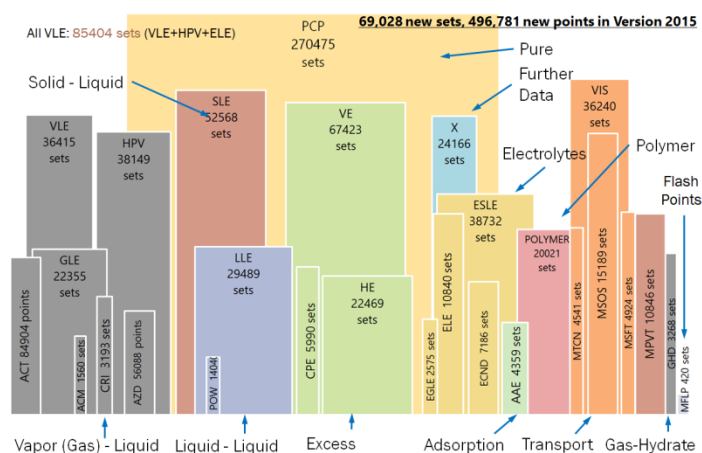 69,028 new sets, 496,781 new points in Version 2015
All VLE: 85404 sets (VLE+HPV+ELE)
PCP
270475
sets
Pure
Further
Data
Solid - Liquid
SLE
52568
sets
VE
67423
sets
X
24166
sets
VIS
36240
sets
VLE
36415
sets
HPV
38149
sets
Electrolytes
Polymer
Flash
Points
ESLE
38732
sets
GLE
22355
sets
LLE
29489
sets
HE
22469
sets
POLYMER
20021
sets
ACT 84904 points
ACM 1560 sets
CRI 3193 sets
AZD 56088 points
POW 1404
CPE 5990 sets
EGLE 2575 sets
ELE 10840 sets
ECND 7186 sets
AAE 4359 sets
MTCN 4541 sets
MSOS 15189 sets
MSFT 4924 sets
MPVT 10846 sets
GHD 3268 sets
MFLP 420 sets
Vapor (Gas) - Liquid
Liquid - Liquid
Excess
Adsorption
Transport
Gas-Hydrate